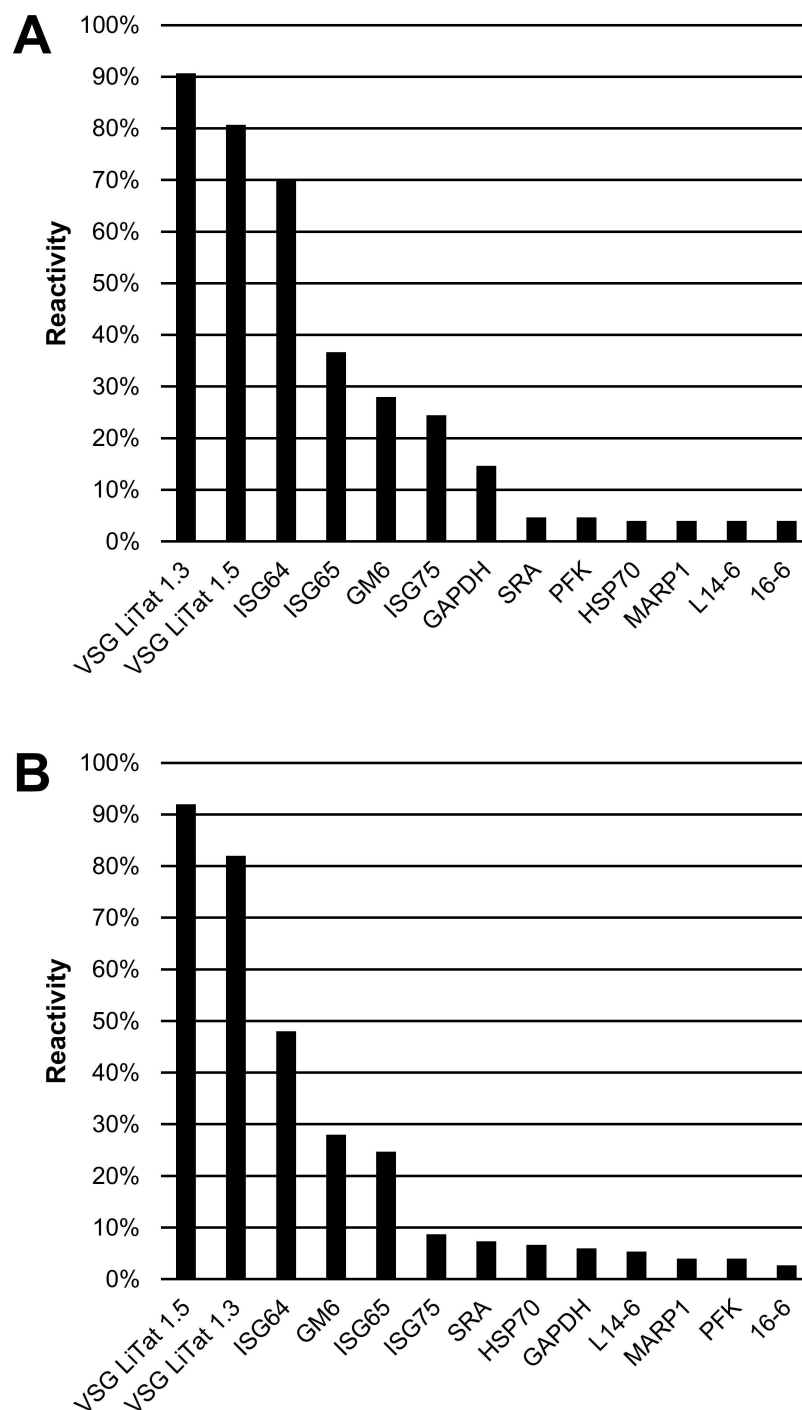 A
100%
90%
80%
70%
60%
50%
40%
30%
20%
10%
0%
Reactivity
VSG LiTat 1.3
VSG LiTat 1.5
ISG64
ISG65
GM6
ISG75
GAPDH
SRA
PFK
HSP70
MARP1
L14-6
16-6
B
100%
90%
80%
70%
60%
50%
40%
30%
20%
10%
0%
Reactivity
VSG LiTat 1.5
VSG LiTat 1.3
ISG64
GM6
ISG65
ISG75
SRA
HSP70
GAPDH
L14-6
MARP1
PFK
16-6